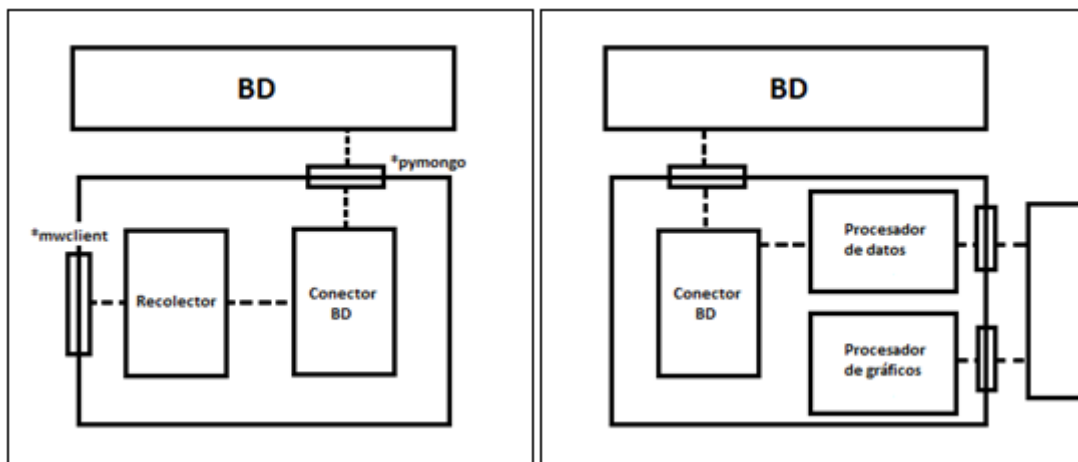 BD
*pymongo
*mwclient
Recolector
Conector
BD
BD
Conector
BD
Procesador
de datos
Procesador
de gráficos